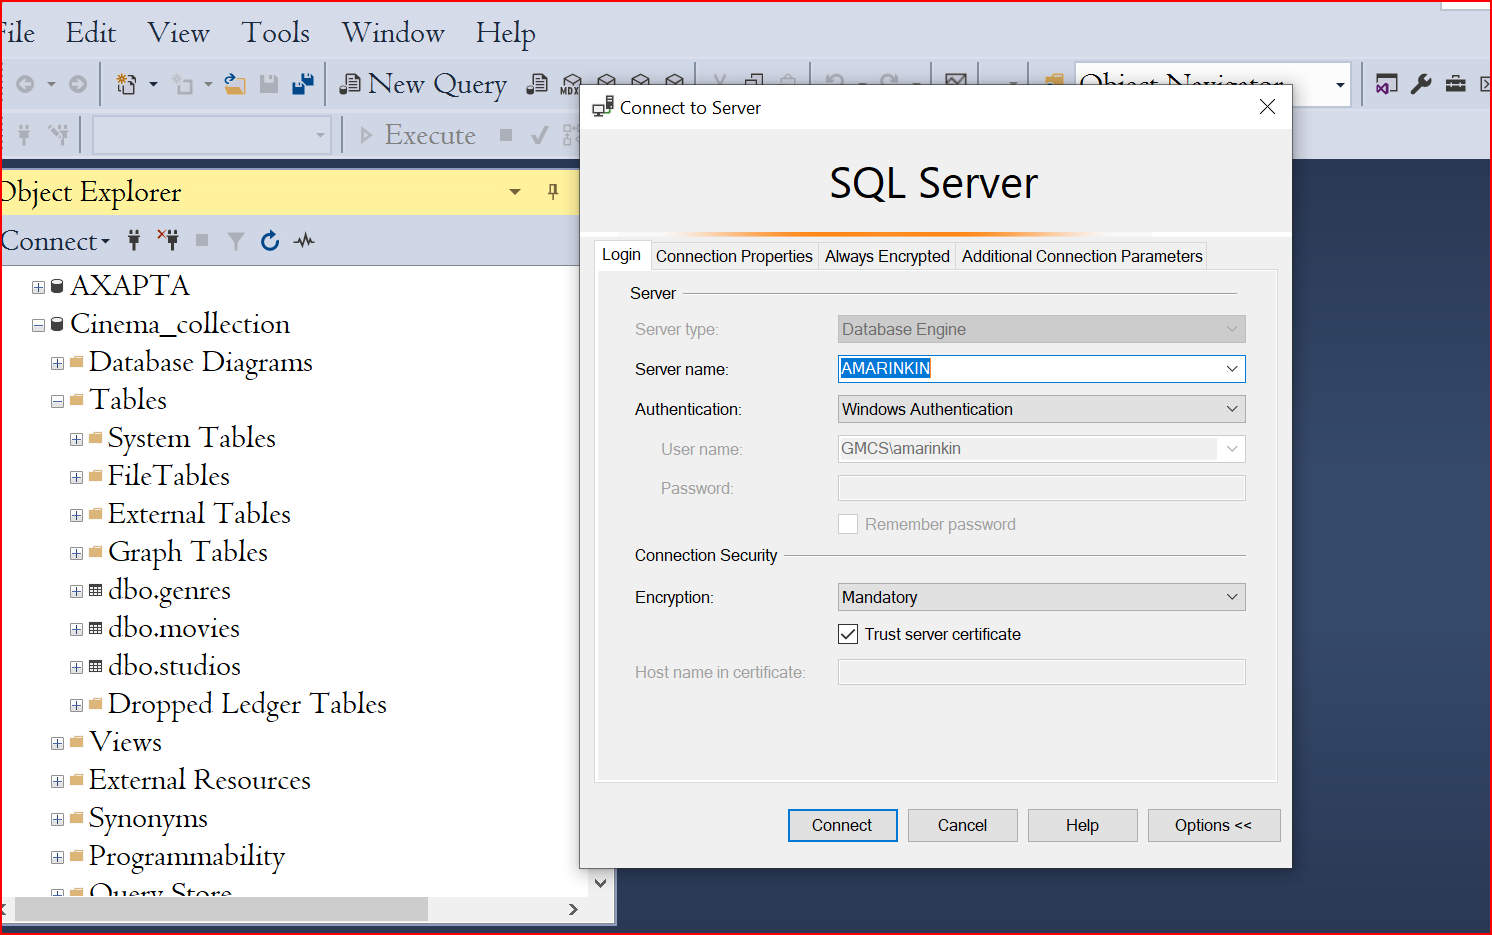 File Edit View Tools Window Help
New Query MDX Object Navigator
Execute
Connect to Server
SQL Server
Object Explorer
Connect
AXAPTA
Cinema_collection
Database Diagrams
Tables
System Tables
FileTables
External Tables
Graph Tables
dbo.genres
dbo.movies
dbo.studios
Dropped Ledger Tables
Views
External Resources
Synonyms
Programmability
Query Store
Login Connection Properties Always Encrypted Additional Connection Parameters
Server
Server type: Database Engine
Server name: AMARINKIN
Authentication: Windows Authentication
User name: GMCS\amarinkin
Password:
Remember password
Connection Security
Encryption: Mandatory
Trust server certificate
Host name in certificate:
Connect Cancel Help Options <<